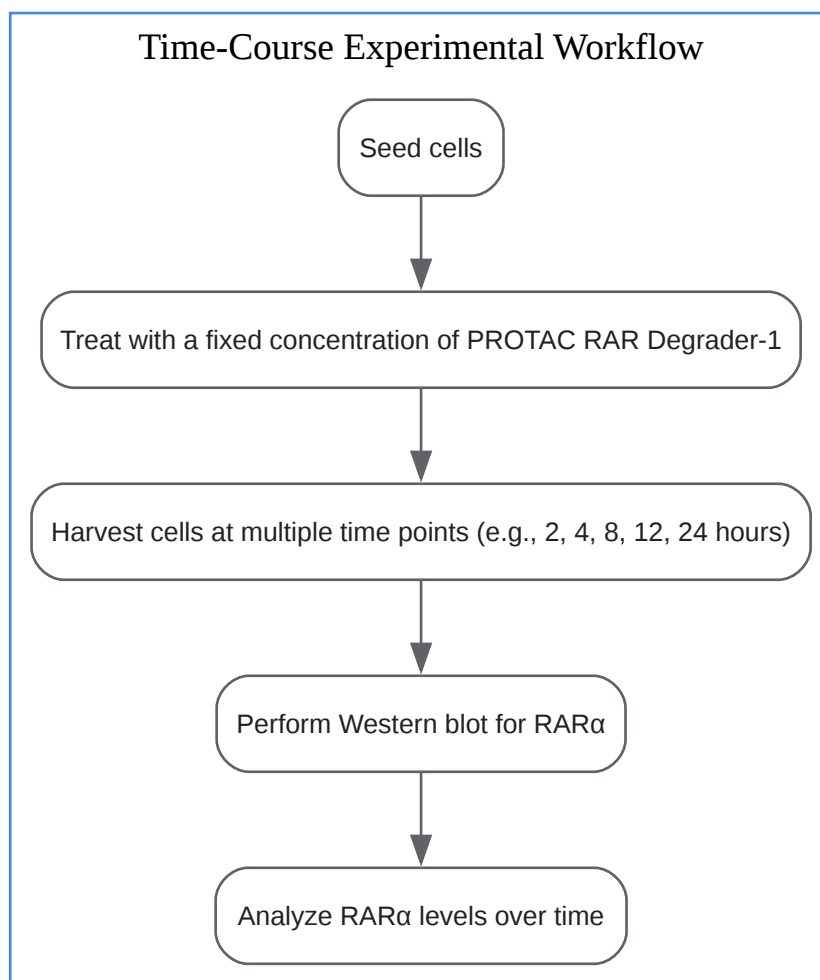 Time-Course Experimental Workflow
Seed cells
Treat with a fixed concentration of PROTAC RAR Degrader-1
Harvest cells at multiple time points (e.g., 2, 4, 8, 12, 24 hours)
Perform Western blot for RARα
Analyze RARα levels over time